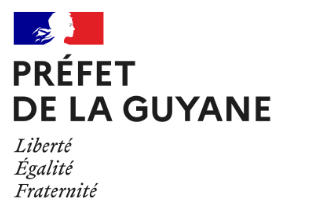 PRÉFET
DE LA GUYANE
Liberté
Égalité
Fraternité